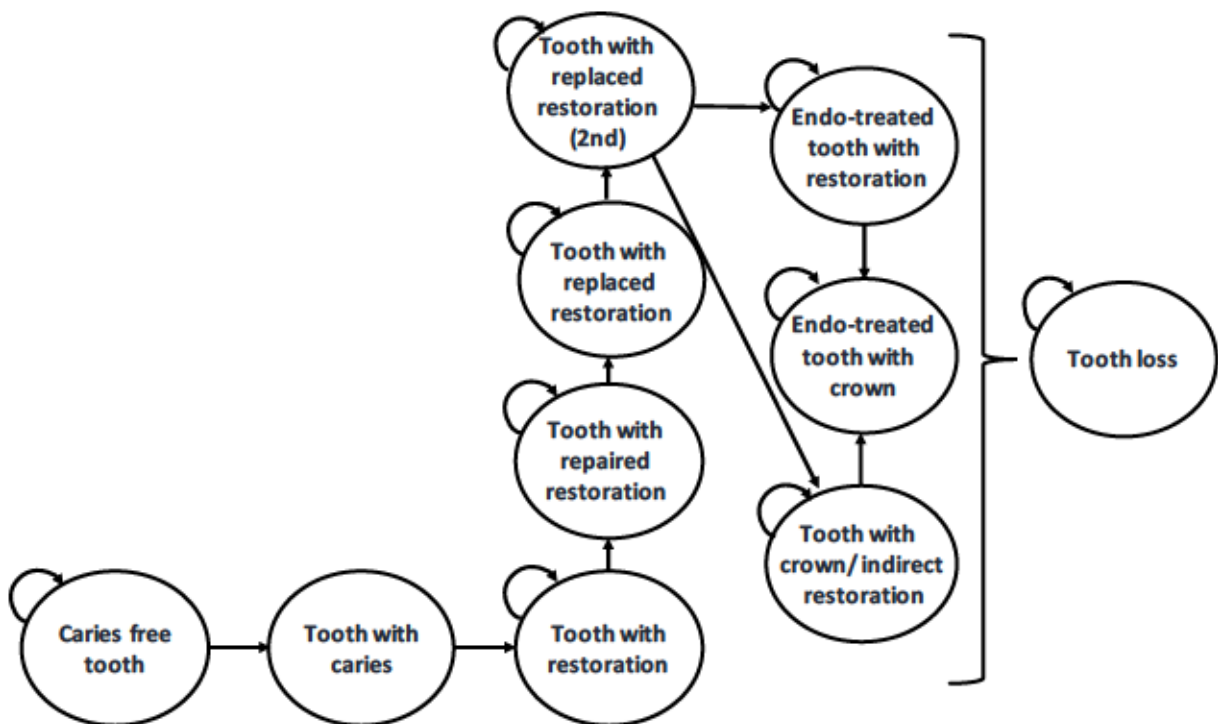 Tooth with
replaced
restoration
(2nd)
Endo-treated
tooth with
restoration
Tooth with
replaced
restoration
Endo-treated
tooth with
crown
Tooth loss
Tooth with
repaired
restoration
Tooth with
crown/ indirect
restoration
Caries free
tooth
Tooth with
caries
Tooth with
restoration